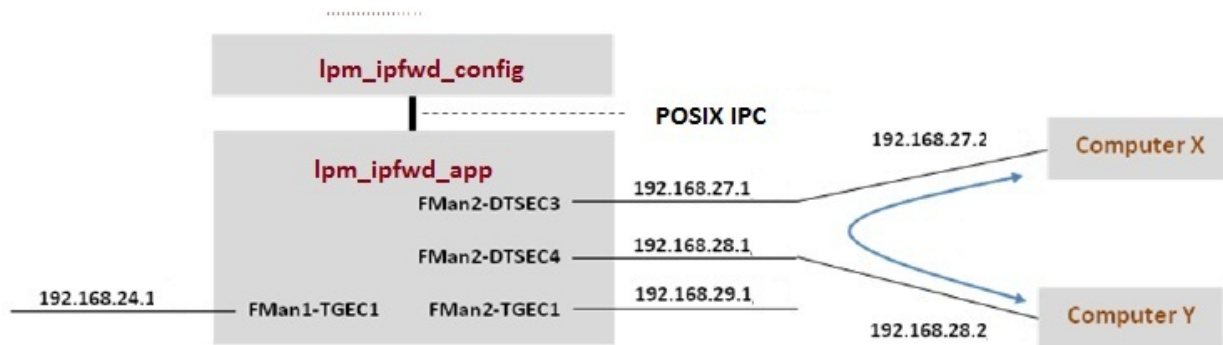 lpm_ipfwd_config
POSIX IPC
lpm_ipfwd_app
192.168.27.2
Computer X
192.168.27.1
FMan2-DTSEC3
192.168.28.1
FMan2-DTSEC4
192.168.24.1
FMan1-TGEC1
FMan2-TGEC1
192.168.29.1
Computer Y
192.168.28.2